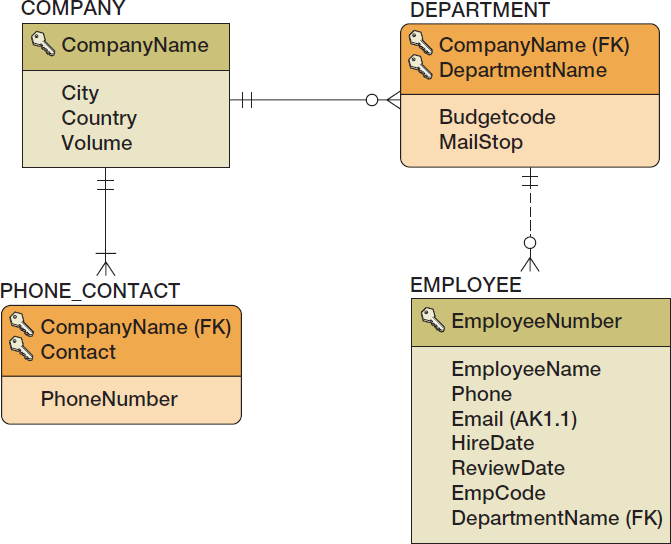 COMPANY
CompanyName
City
Country
Volume
DEPARTMENT
CompanyName (FK)
DepartmentName
Budgetcode
MailStop
PHONE_CONTACT
CompanyName (FK)
Contact
PhoneNumber
EMPLOYEE
EmployeeNumber
EmployeeName
Phone
Email (AK1.1)
HireDate
ReviewDate
EmpCode
DepartmentName (FK)